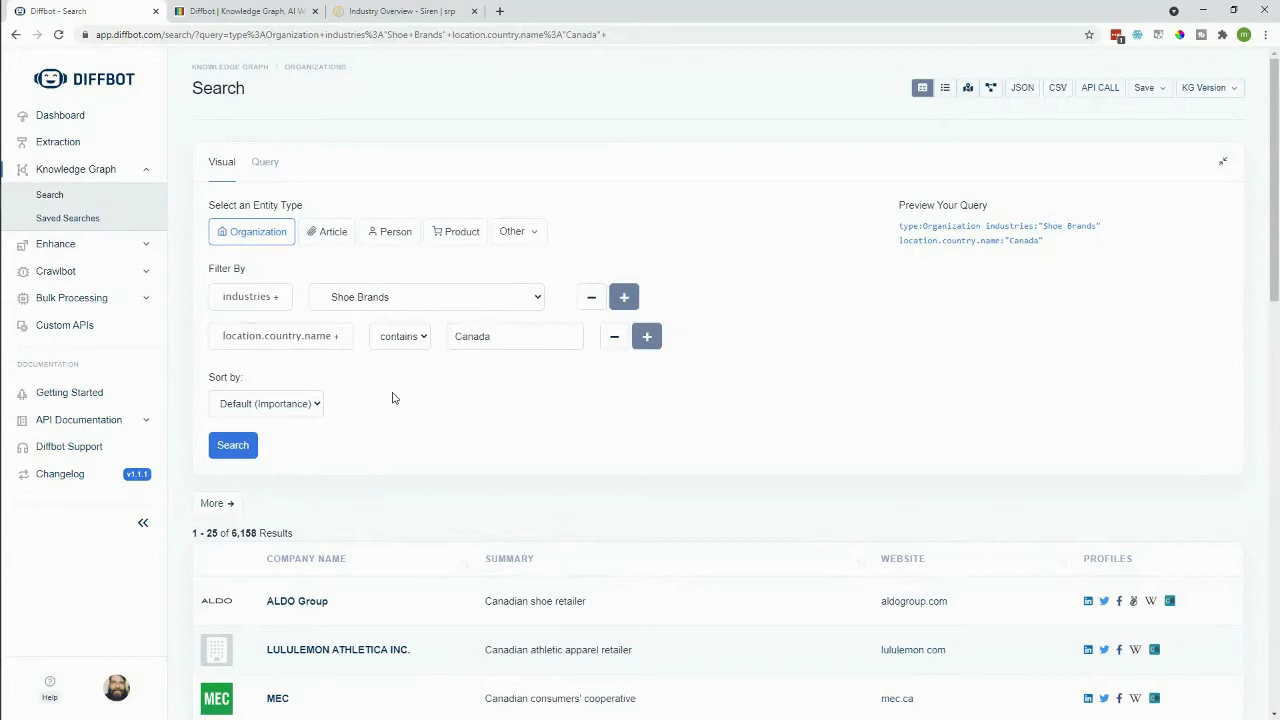 Diffbot - Search
Diffbot | Knowledge Graph, AI W
Industry Overview - Siren | srp
app.diffbot.com/search/?query=type%3AOrganization+industries%3A"Shoe+Brands"+location.country.name%3A"Canada"+
m
DIFFBOT
Dashboard
Extraction
Knowledge Graph
Search
Saved Searches
Enhance
Crawlbot
Bulk Processing
Custom APIs
DOCUMENTATION
Getting Started
API Documentation
Diffbot Support
Changelog v1.1.1
Help
KNOWLEDGE GRAPH / ORGANIZATIONS
Search
JSON CSV API CALL Save KG Version
Visual Query
Select an Entity Type
Organization Article Person Product Other
Filter By
industries + Shoe Brands
location.country.name + contains Canada
Sort by:
Default (Importance)
Search
Preview Your Query
type:Organization industries:"Shoe Brands"
location.country.name:"Canada"
More →
1 - 25 of 6,158 Results
COMPANY NAME SUMMARY WEBSITE PROFILES
ALDO ALDO Group Canadian shoe retailer aldogroup.com
LULULEMON ATHLETICA INC. Canadian athletic apparel retailer lululemon.com
MEC MEC Canadian consumers' cooperative mec.ca